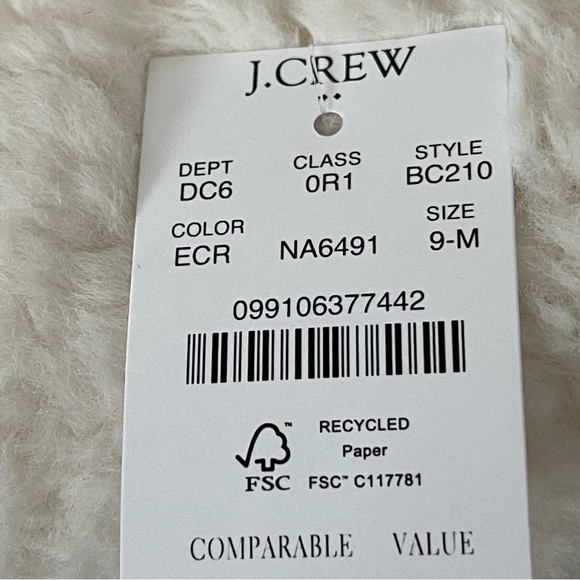 J.CREW
DEPT CLASS STYLE
DC6 0R1 BC210
COLOR SIZE
ECR NA6491 9-M
099106377442
RECYCLED
Paper
FSC™ FSC™ C117781
COMPARABLE VALUE